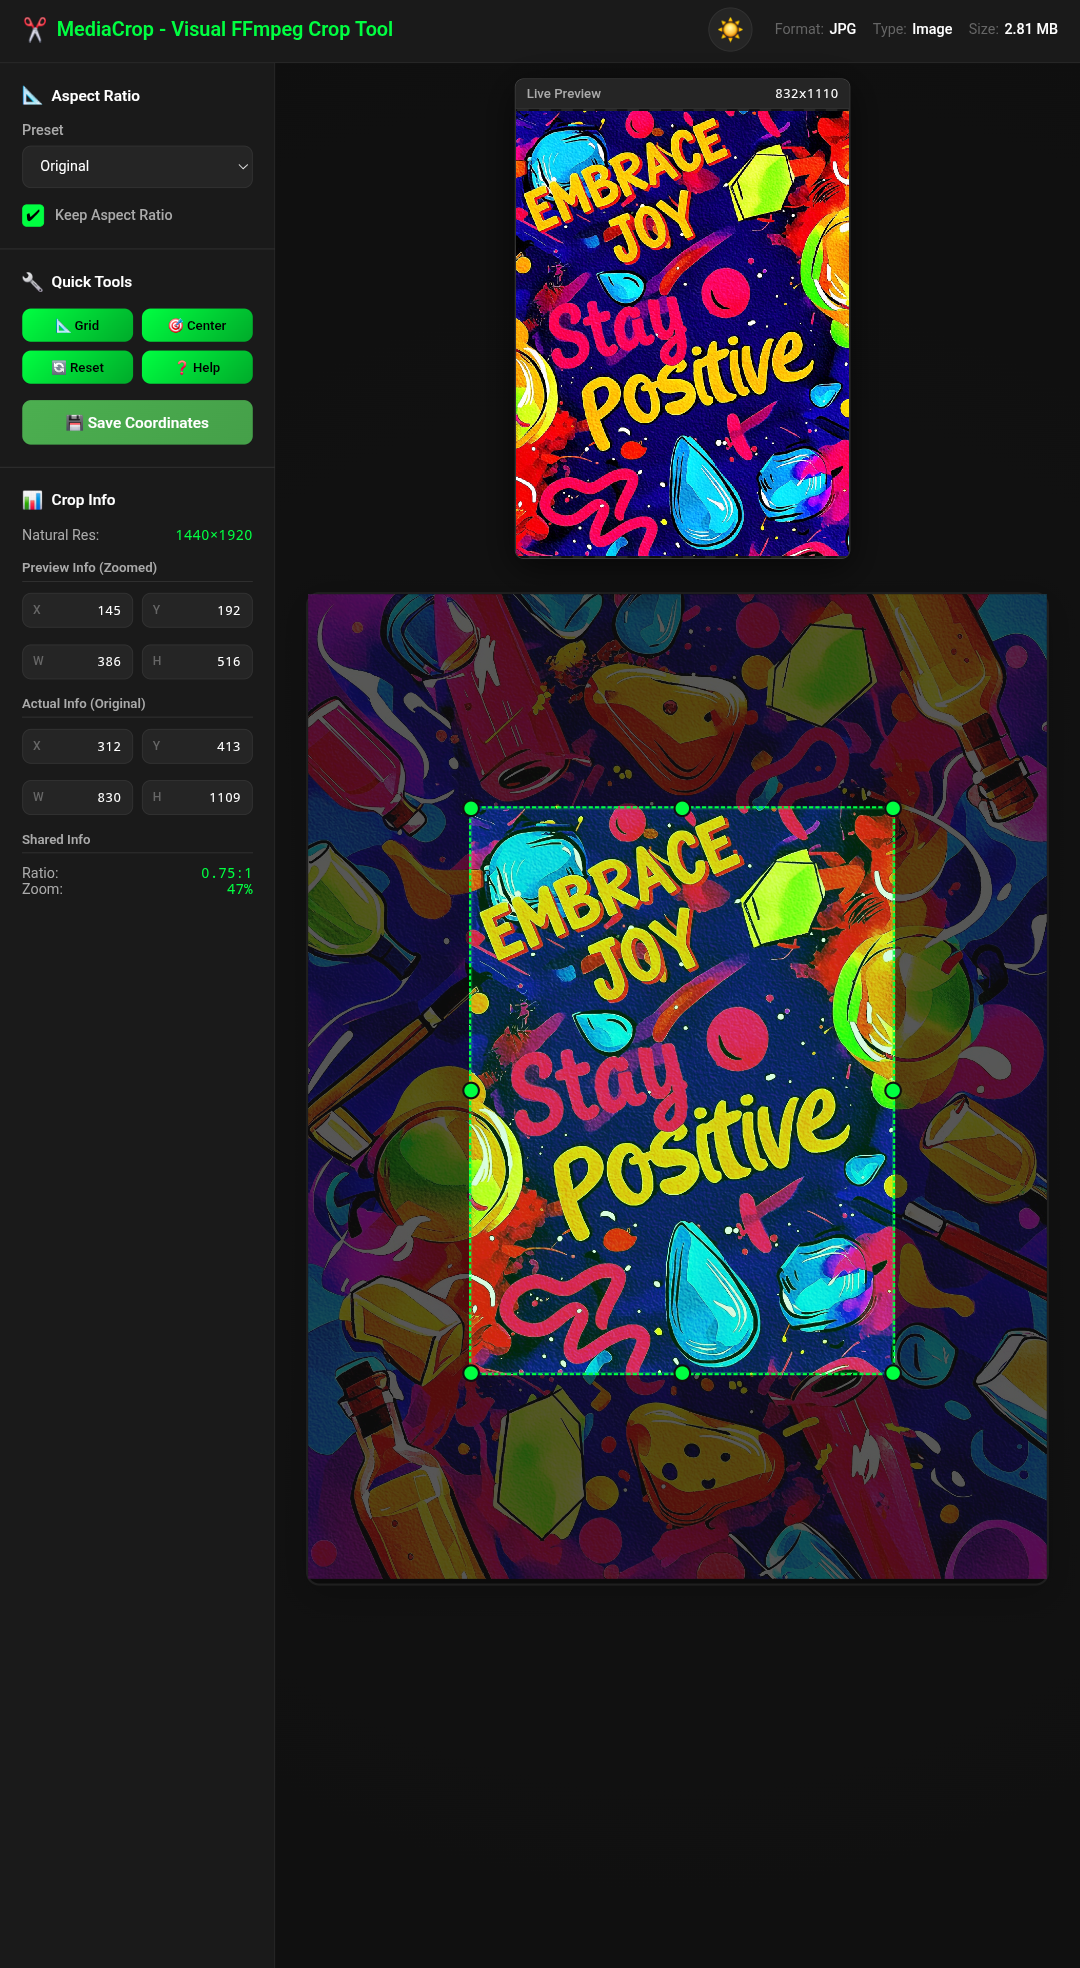 MediaCrop - Visual FFmpeg Crop Tool
Format: JPG Type: Image Size: 2.81 MB
Aspect Ratio
Preset
Original
Keep Aspect Ratio
Quick Tools
Grid
Center
Reset
Help
Save Coordinates
Crop Info
Natural Res: 1440×1920
Preview Info (Zoomed)
X 145
Y 192
W 386
H 516
Actual Info (Original)
X 312
Y 413
W 830
H 1109
Shared Info
Ratio: 0.75:1
Zoom: 47%
Live Preview 832x1110
EMBRACE
JOY
Stay
Positive
EMBRACE
JOY
Stay
Positive